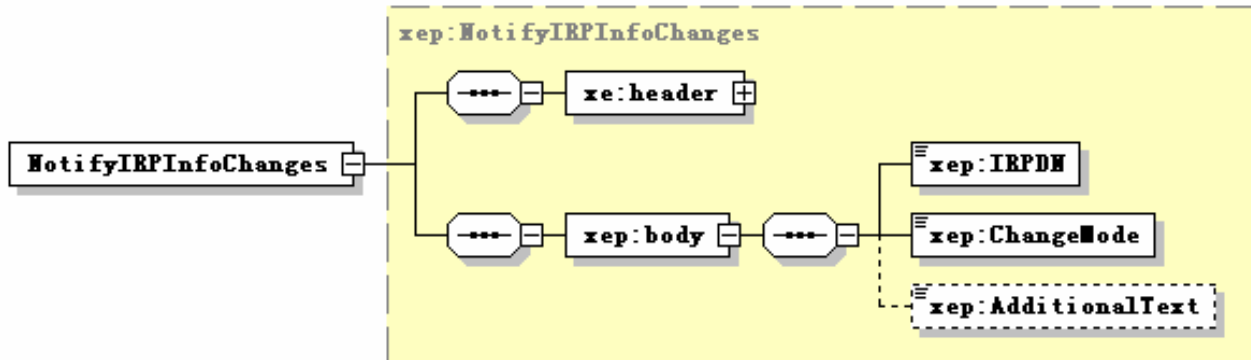 xep:NotifyIRPInfoChanges
xe:header
NotifyIRPInfoChanges
xep:IRPDN
xep:body
xep:ChangeMode
xep:AdditionalText